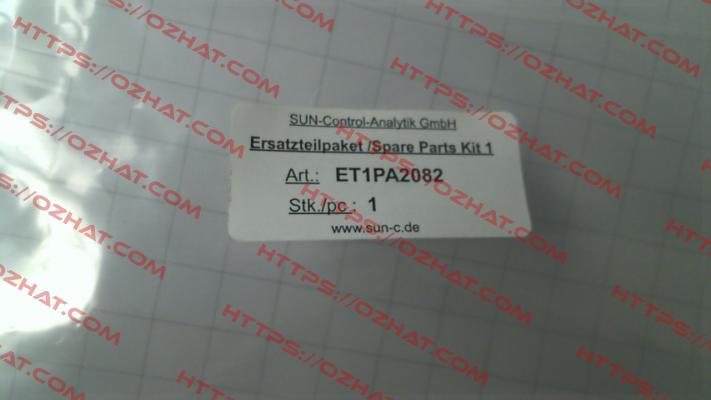 SUN-Control-Analytik GmbH
Ersatzteilpaket /Spare Parts Kit 1
Art.: ET1PA2082
Stk./pc.: 1
www.sun-c.de
HTTPS://OZHAT.COM